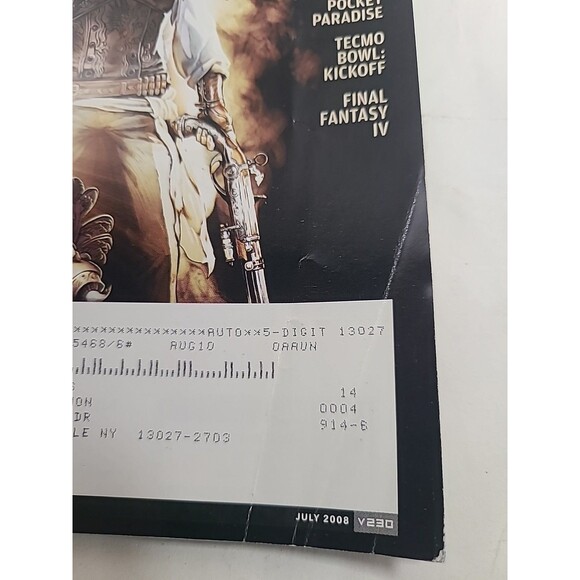 POCKET
PARADISE
TECMO
BOWL:
KICKOFF
FINAL
FANTASY
IV
**************AUTO**5-DIGIT 13027
5468/6# AUG10 OARUN
S 14
ON 0004
DR 914-6
LE NY 13027-2703
JULY 2008 V230